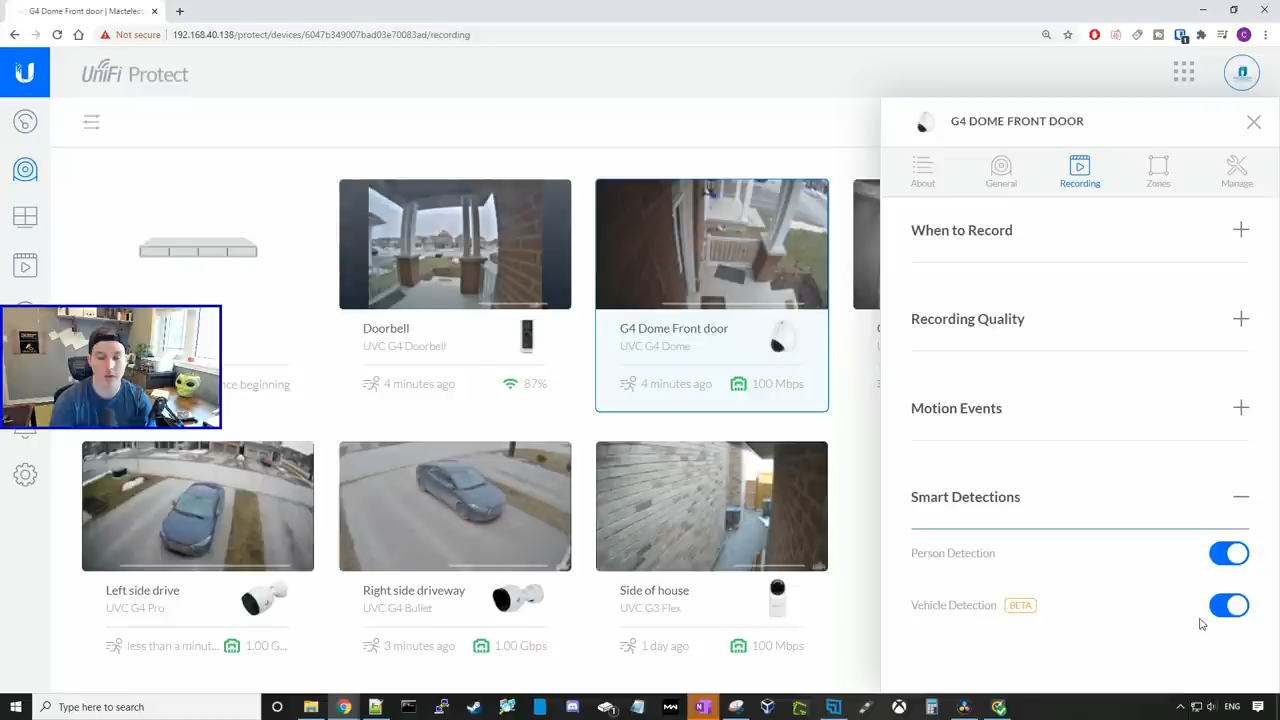 G4 Dome Front door | Mactelec
Not secure
192.168.40.138/protect/devices/6047b349007bad03e70083ad/recording
UniFi Protect
G4 DOME FRONT DOOR
About
General
Recording
Zones
Manage
When to Record
Recording Quality
Motion Events
Smart Detections
Person Detection
Vehicle Detection BETA
nce beginning
Doorbell
UVC G4 Doorbell
4 minutes ago
87%
G4 Dome Front door
UVC G4 Dome
4 minutes ago
100 Mbps
Left side drive
UVC G4 Pro
less than a minut...
1.00 G...
Right side driveway
UVC G4 Bullet
3 minutes ago
1.00 Gbps
Side of house
UVC G3 Flex
1 day ago
100 Mbps
Type here to search
ENG